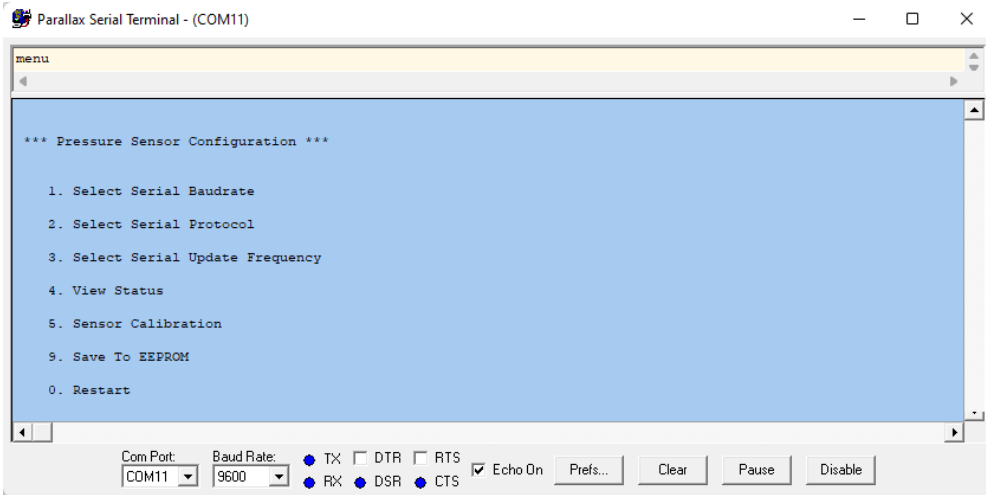 Parallax Serial Terminal - (COM11)
menu
*** Pressure Sensor Configuration ***
1. Select Serial Baudrate
2. Select Serial Protocol
3. Select Serial Update Frequency
4. View Status
5. Sensor Calibration
9. Save To EEPROM
0. Restart
Com Port: Baud Rate: TX DTR RTS
COM11 9600 RX DSR CTS Echo On Prefs... Clear Pause Disable